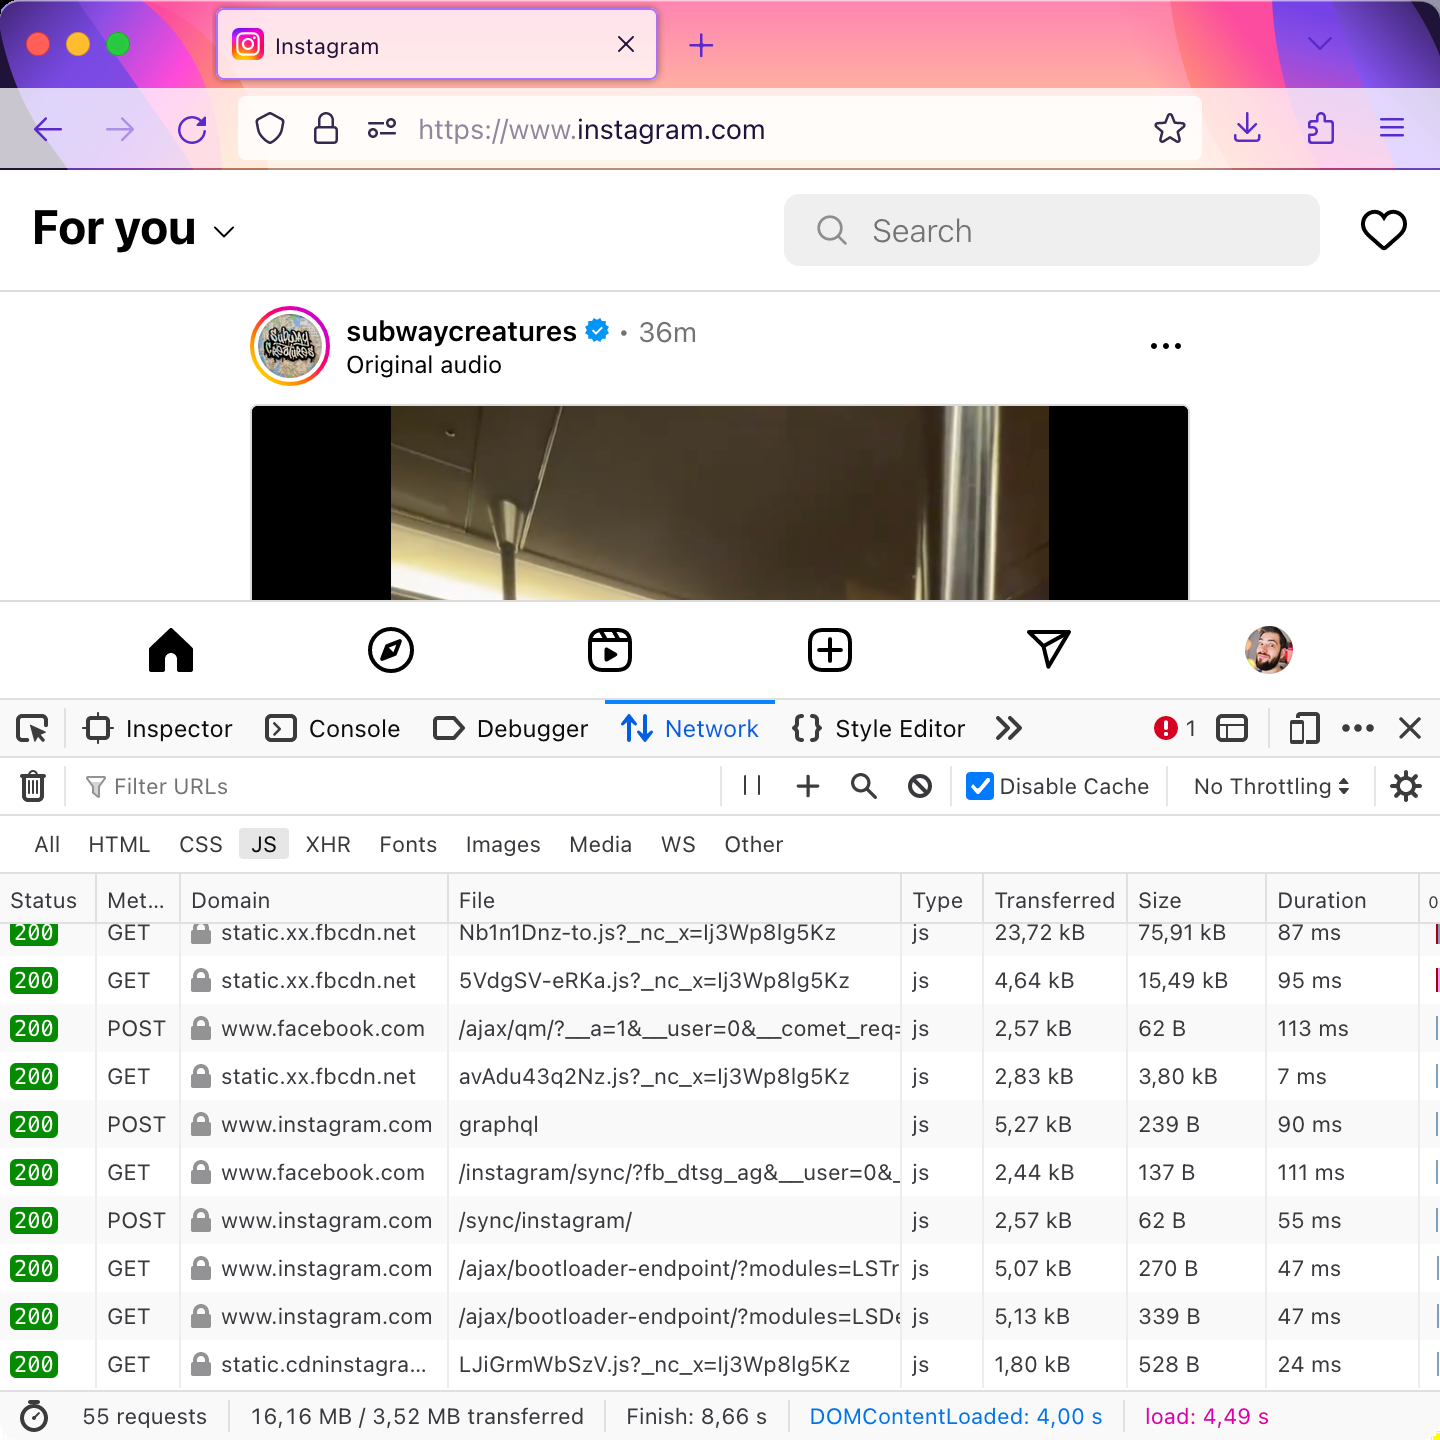 Instagram
https://www.instagram.com
For you
Search
subwaycreatures • 36m
Original audio
Subway Creatures
Inspector Console Debugger Network Style Editor 1
Filter URLs Disable Cache No Throttling
All HTML CSS JS XHR Fonts Images Media WS Other
Status Met... Domain File Type Transferred Size Duration 0
200 GET static.xx.fbcdn.net Nb1n1Dnz-to.js?_nc_x=Ij3Wp8lg5Kz js 23,72 kB 75,91 kB 87 ms
200 GET static.xx.fbcdn.net 5VdgSV-eRKa.js?_nc_x=Ij3Wp8lg5Kz js 4,64 kB 15,49 kB 95 ms
200 POST www.facebook.com /ajax/qm/?__a=1&__user=0&__comet_req= js 2,57 kB 62 B 113 ms
200 GET static.xx.fbcdn.net avAdu43q2Nz.js?_nc_x=Ij3Wp8lg5Kz js 2,83 kB 3,80 kB 7 ms
200 POST www.instagram.com graphql js 5,27 kB 239 B 90 ms
200 GET www.facebook.com /instagram/sync/?fb_dtsg_ag&__user=0&_ js 2,44 kB 137 B 111 ms
200 POST www.instagram.com /sync/instagram/ js 2,57 kB 62 B 55 ms
200 GET www.instagram.com /ajax/bootloader-endpoint/?modules=LSTr js 5,07 kB 270 B 47 ms
200 GET www.instagram.com /ajax/bootloader-endpoint/?modules=LSDe js 5,13 kB 339 B 47 ms
200 GET static.cdninstagra... LJiGrmWbSzV.js?_nc_x=Ij3Wp8lg5Kz js 1,80 kB 528 B 24 ms
55 requests 16,16 MB / 3,52 MB transferred Finish: 8,66 s DOMContentLoaded: 4,00 s load: 4,49 s